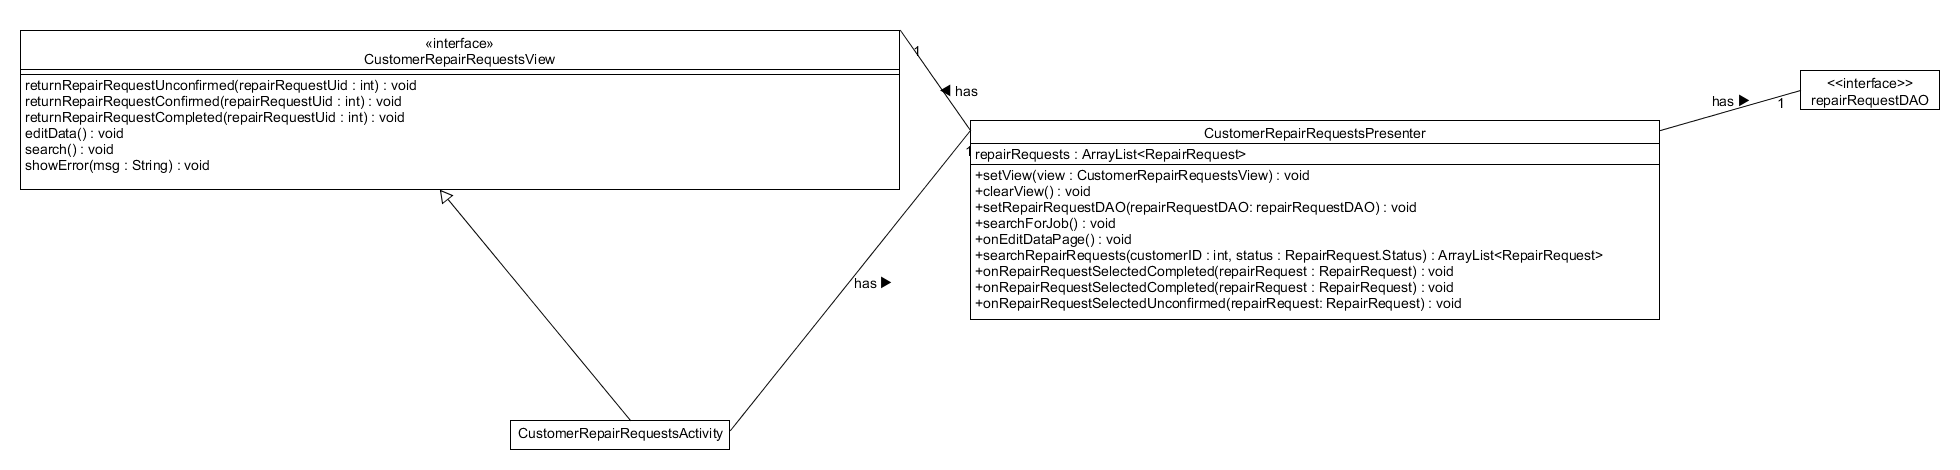 «interface»
CustomerRepairRequestsView
returnRepairRequestUnconfirmed(repairRequestUid : int) : void
returnRepairRequestConfirmed(repairRequestUid : int) : void
returnRepairRequestCompleted(repairRequestUid : int) : void
editData() : void
search() : void
showError(msg : String) : void
1
◀ has
1
has ▶
CustomerRepairRequestsPresenter
repairRequests : ArrayList<RepairRequest>
+setView(view : CustomerRepairRequestsView) : void
+clearView() : void
+setRepairRequestDAO(repairRequestDAO: repairRequestDAO) : void
+searchForJob() : void
+onEditDataPage() : void
+searchRepairRequests(customerID : int, status : RepairRequest.Status) : ArrayList<RepairRequest>
+onRepairRequestSelectedCompleted(repairRequest : RepairRequest) : void
+onRepairRequestSelectedCompleted(repairRequest : RepairRequest) : void
+onRepairRequestSelectedUnconfirmed(repairRequest: RepairRequest) : void
has ▶
1
<<interface>>
repairRequestDAO
CustomerRepairRequestsActivity